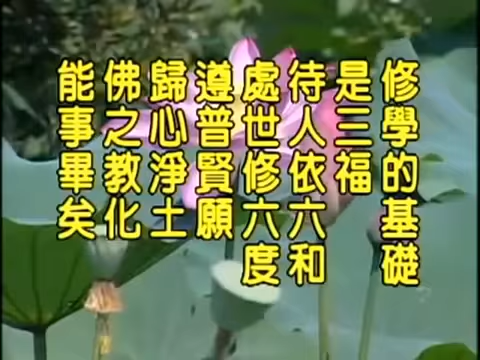 修學的基礎
是三福
待人依六和
處世修六度
遵普賢願
歸心淨土
佛之教化
能事畢矣